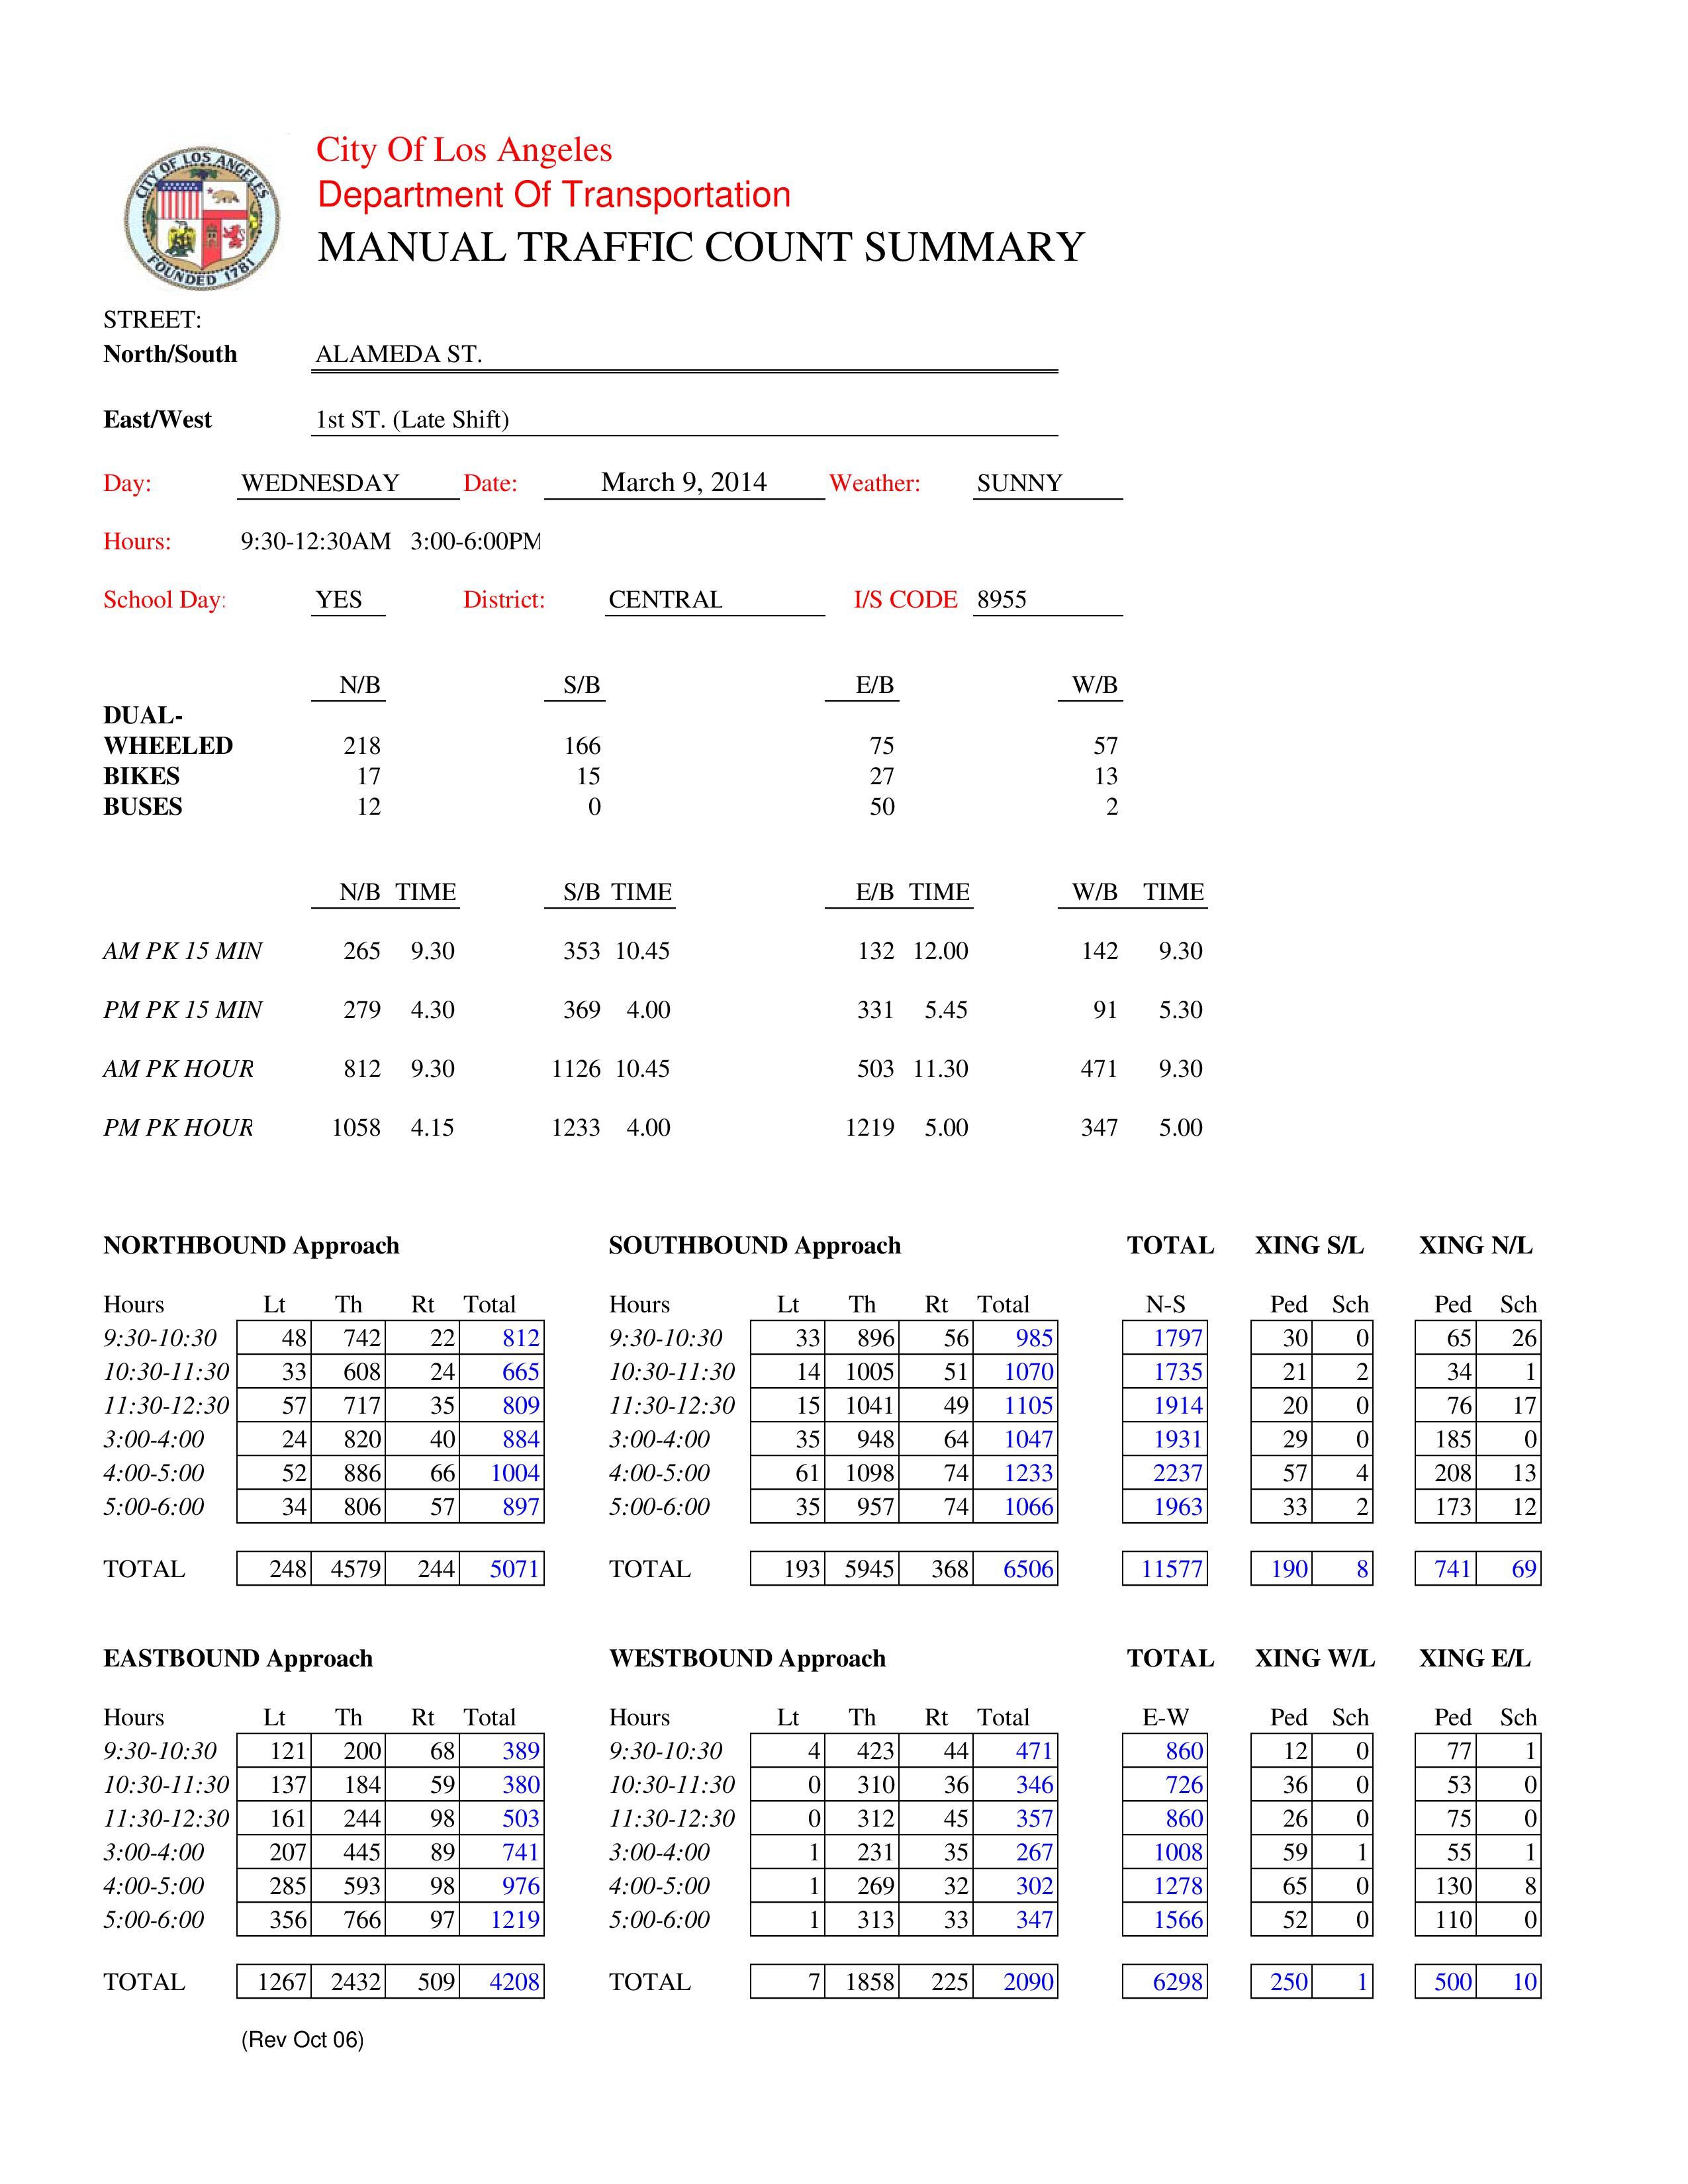 CITY OF LOS ANGELES
FOUNDED 1781
City Of Los Angeles
Department Of Transportation
MANUAL TRAFFIC COUNT SUMMARY
STREET:
North/South ALAMEDA ST.
East/West 1st ST. (Late Shift)
Day: WEDNESDAY Date: March 9, 2014 Weather: SUNNY
Hours: 9:30-12:30AM 3:00-6:00PM
School Day: YES District: CENTRAL I/S CODE 8955
N/B S/B E/B W/B
DUAL-
WHEELED 218 166 75 57
BIKES 17 15 27 13
BUSES 12 0 50 2
N/B TIME S/B TIME E/B TIME W/B TIME
AM PK 15 MIN 265 9.30 353 10.45 132 12.00 142 9.30
PM PK 15 MIN 279 4.30 369 4.00 331 5.45 91 5.30
AM PK HOUR 812 9.30 1126 10.45 503 11.30 471 9.30
PM PK HOUR 1058 4.15 1233 4.00 1219 5.00 347 5.00
NORTHBOUND Approach SOUTHBOUND Approach TOTAL XING S/L XING N/L
Hours Lt Th Rt Total Hours Lt Th Rt Total N-S Ped Sch Ped Sch
9:30-10:30 48 742 22 812 9:30-10:30 33 896 56 985 1797 30 0 65 26
10:30-11:30 33 608 24 665 10:30-11:30 14 1005 51 1070 1735 21 2 34 1
11:30-12:30 57 717 35 809 11:30-12:30 15 1041 49 1105 1914 20 0 76 17
3:00-4:00 24 820 40 884 3:00-4:00 35 948 64 1047 1931 29 0 185 0
4:00-5:00 52 886 66 1004 4:00-5:00 61 1098 74 1233 2237 57 4 208 13
5:00-6:00 34 806 57 897 5:00-6:00 35 957 74 1066 1963 33 2 173 12
TOTAL 248 4579 244 5071 TOTAL 193 5945 368 6506 11577 190 8 741 69
EASTBOUND Approach WESTBOUND Approach TOTAL XING W/L XING E/L
Hours Lt Th Rt Total Hours Lt Th Rt Total E-W Ped Sch Ped Sch
9:30-10:30 121 200 68 389 9:30-10:30 4 423 44 471 860 12 0 77 1
10:30-11:30 137 184 59 380 10:30-11:30 0 310 36 346 726 36 0 53 0
11:30-12:30 161 244 98 503 11:30-12:30 0 312 45 357 860 26 0 75 0
3:00-4:00 207 445 89 741 3:00-4:00 1 231 35 267 1008 59 1 55 1
4:00-5:00 285 593 98 976 4:00-5:00 1 269 32 302 1278 65 0 130 8
5:00-6:00 356 766 97 1219 5:00-6:00 1 313 33 347 1566 52 0 110 0
TOTAL 1267 2432 509 4208 TOTAL 7 1858 225 2090 6298 250 1 500 10
(Rev Oct 06)